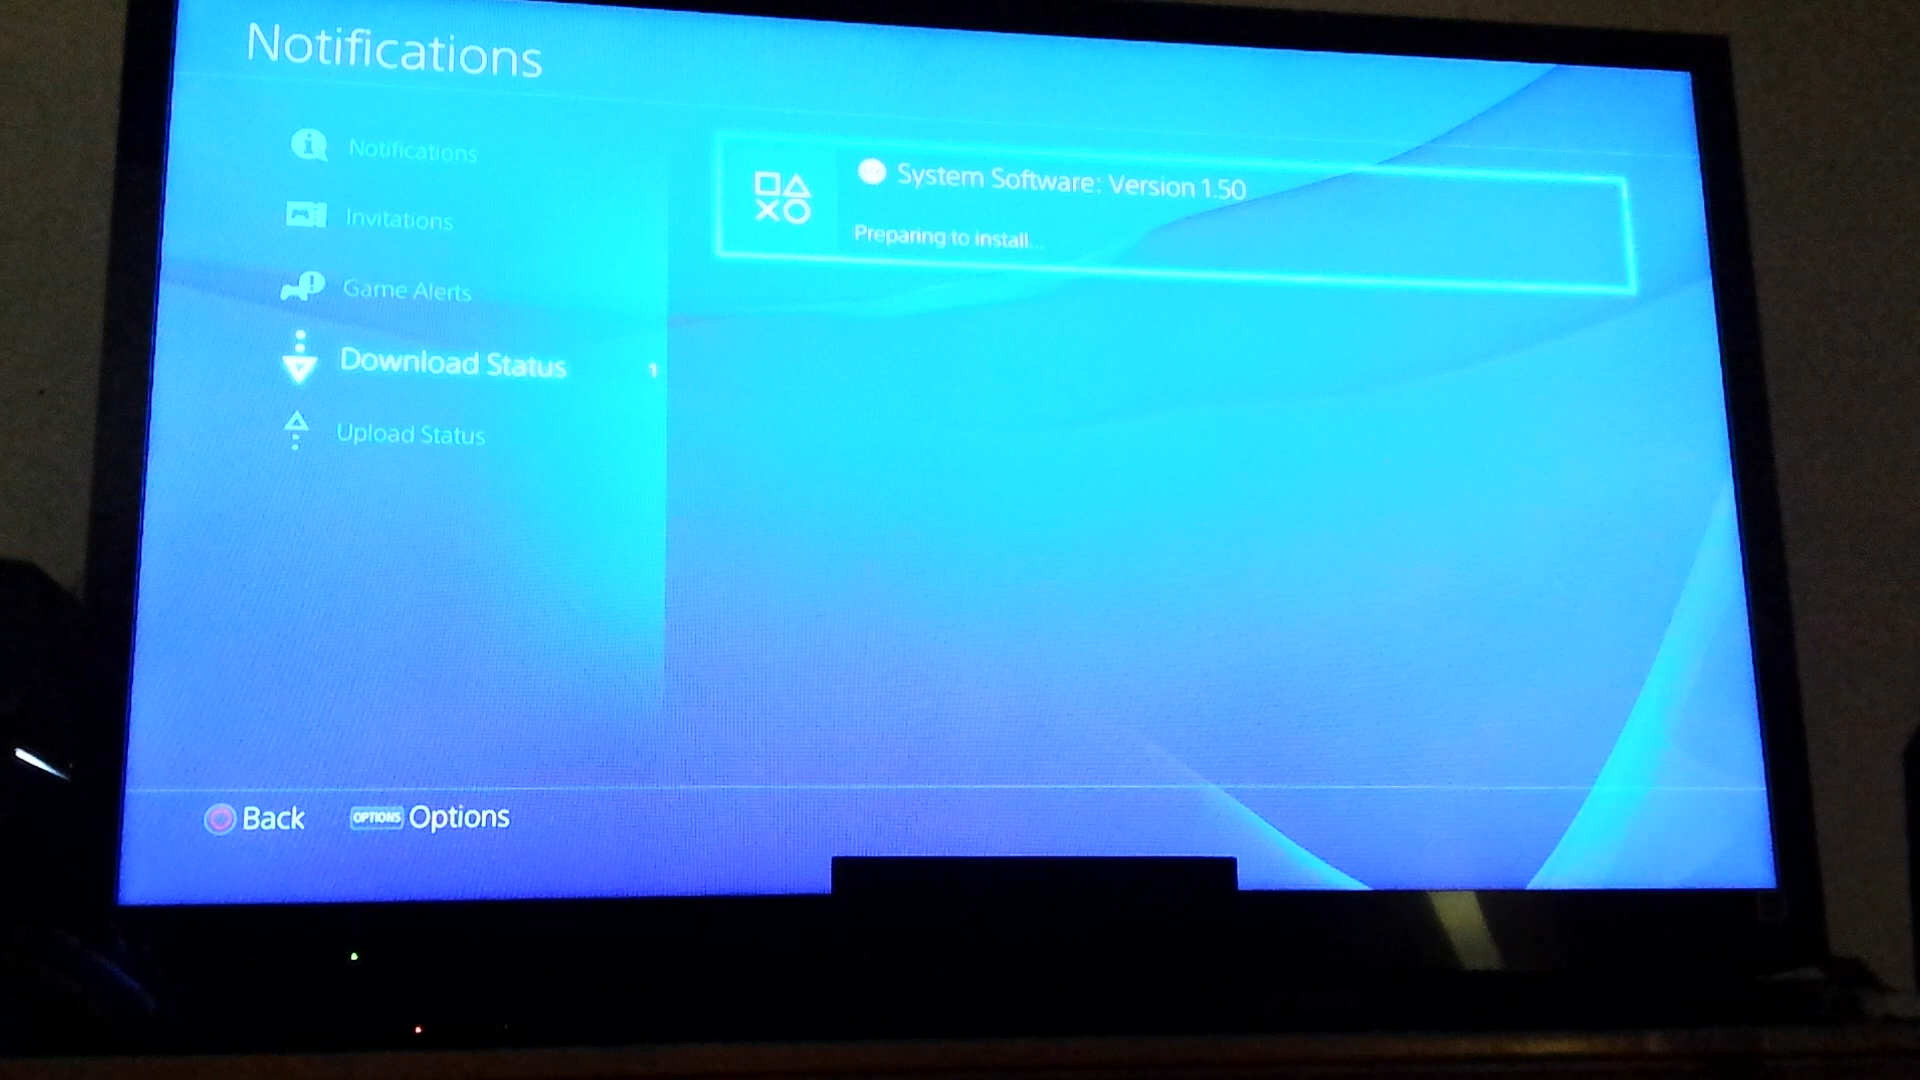 Notifications
Notifications
Invitations
Game Alerts
Download Status 1
Upload Status
System Software: Version 1.50
Preparing to install...
Back
OPTIONS Options